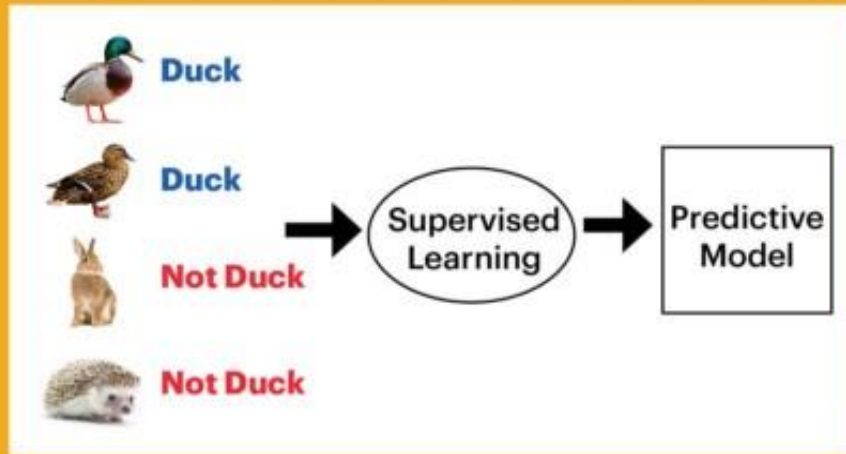 Duck
Duck
Not Duck
Not Duck
Supervised
Learning
Predictive
Model